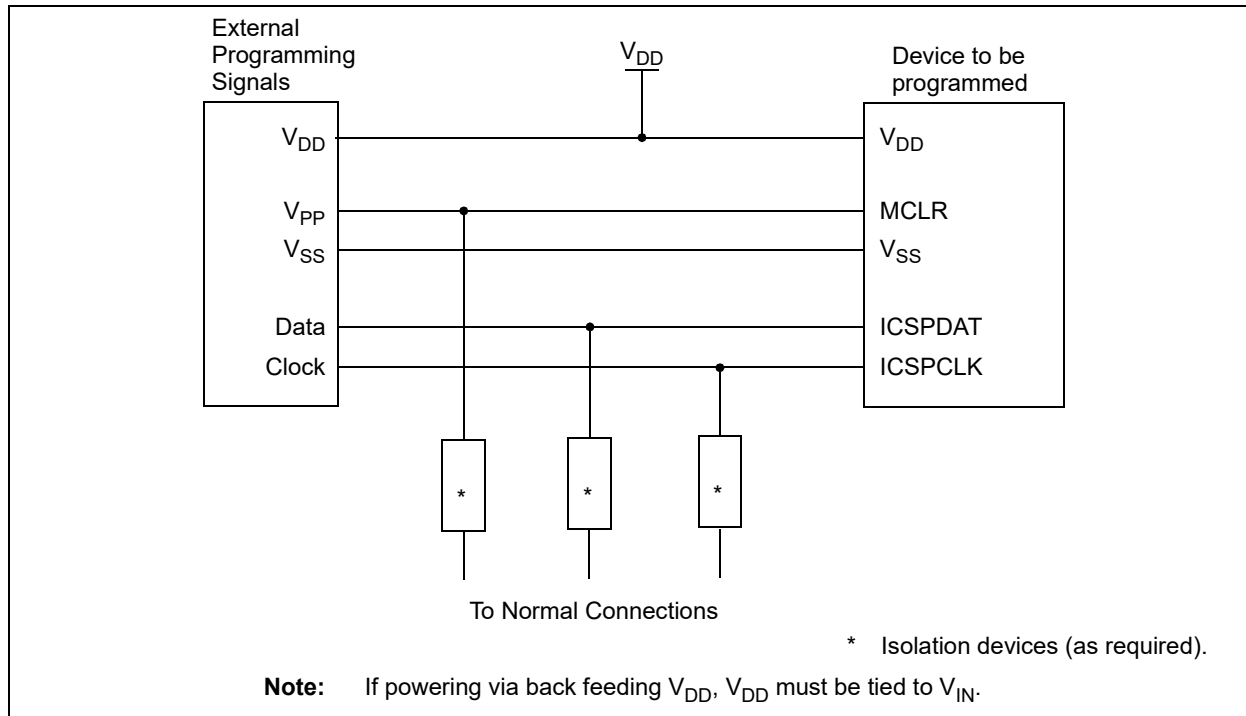 External
Programming
Signals
VDD
Device to be
programmed
VDD
VDD
VPP
MCLR
VSS
VSS
Data
ICSPDAT
Clock
ICSPCLK
*
*
*
To Normal Connections
* Isolation devices (as required).
Note: If powering via back feeding VDD, VDD must be tied to VIN.